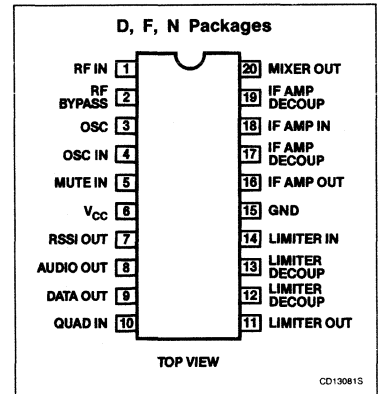 D, F, N Packages
RF IN 1
RF
BYPASS 2
OSC 3
OSC IN 4
MUTE IN 5
VCC 6
RSSI OUT 7
AUDIO OUT 8
DATA OUT 9
QUAD IN 10
20 MIXER OUT
19 IF AMP
DECOUP
18 IF AMP IN
17 IF AMP
DECOUP
16 IF AMP OUT
15 GND
14 LIMITER IN
13 LIMITER
DECOUP
12 LIMITER
DECOUP
11 LIMITER OUT
TOP VIEW
CD13081S